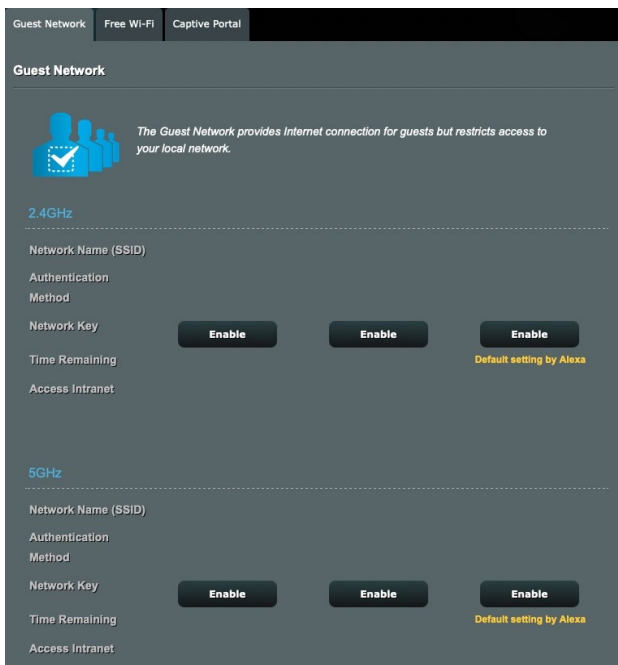 Guest Network Free Wi-Fi Captive Portal
Guest Network
The Guest Network provides Internet connection for guests but restricts access to
your local network.
2.4GHz
Network Name (SSID)
Authentication
Method
Network Key
Enable Enable Enable
Time Remaining
Default setting by Alexa
Access Intranet
5GHz
Network Name (SSID)
Authentication
Method
Network Key
Enable Enable Enable
Time Remaining
Default setting by Alexa
Access Intranet